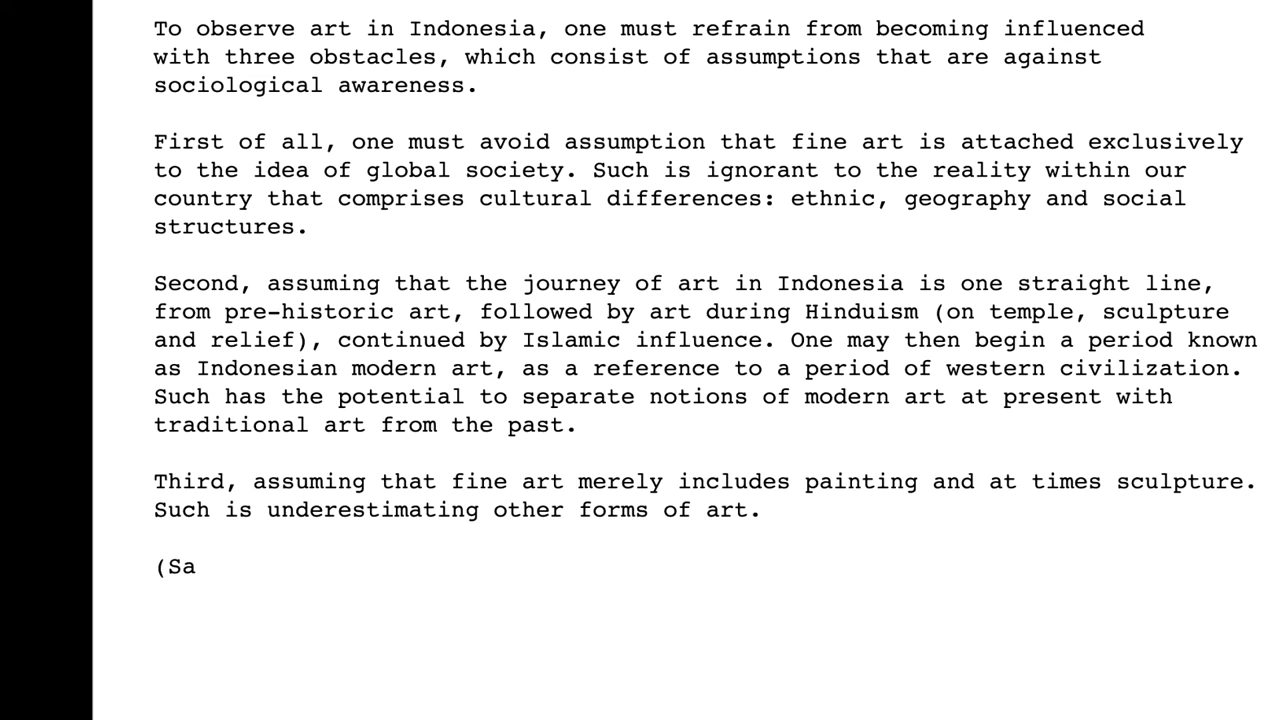 To observe art in Indonesia, one must refrain from becoming influenced
with three obstacles, which consist of assumptions that are against
sociological awareness.
First of all, one must avoid assumption that fine art is attached exclusively
to the idea of global society. Such is ignorant to the reality within our
country that comprises cultural differences: ethnic, geography and social
structures.
Second, assuming that the journey of art in Indonesia is one straight line,
from pre-historic art, followed by art during Hinduism (on temple, sculpture
and relief), continued by Islamic influence. One may then begin a period known
as Indonesian modern art, as a reference to a period of western civilization.
Such has the potential to separate notions of modern art at present with
traditional art from the past.
Third, assuming that fine art merely includes painting and at times sculpture.
Such is underestimating other forms of art.
(Sa